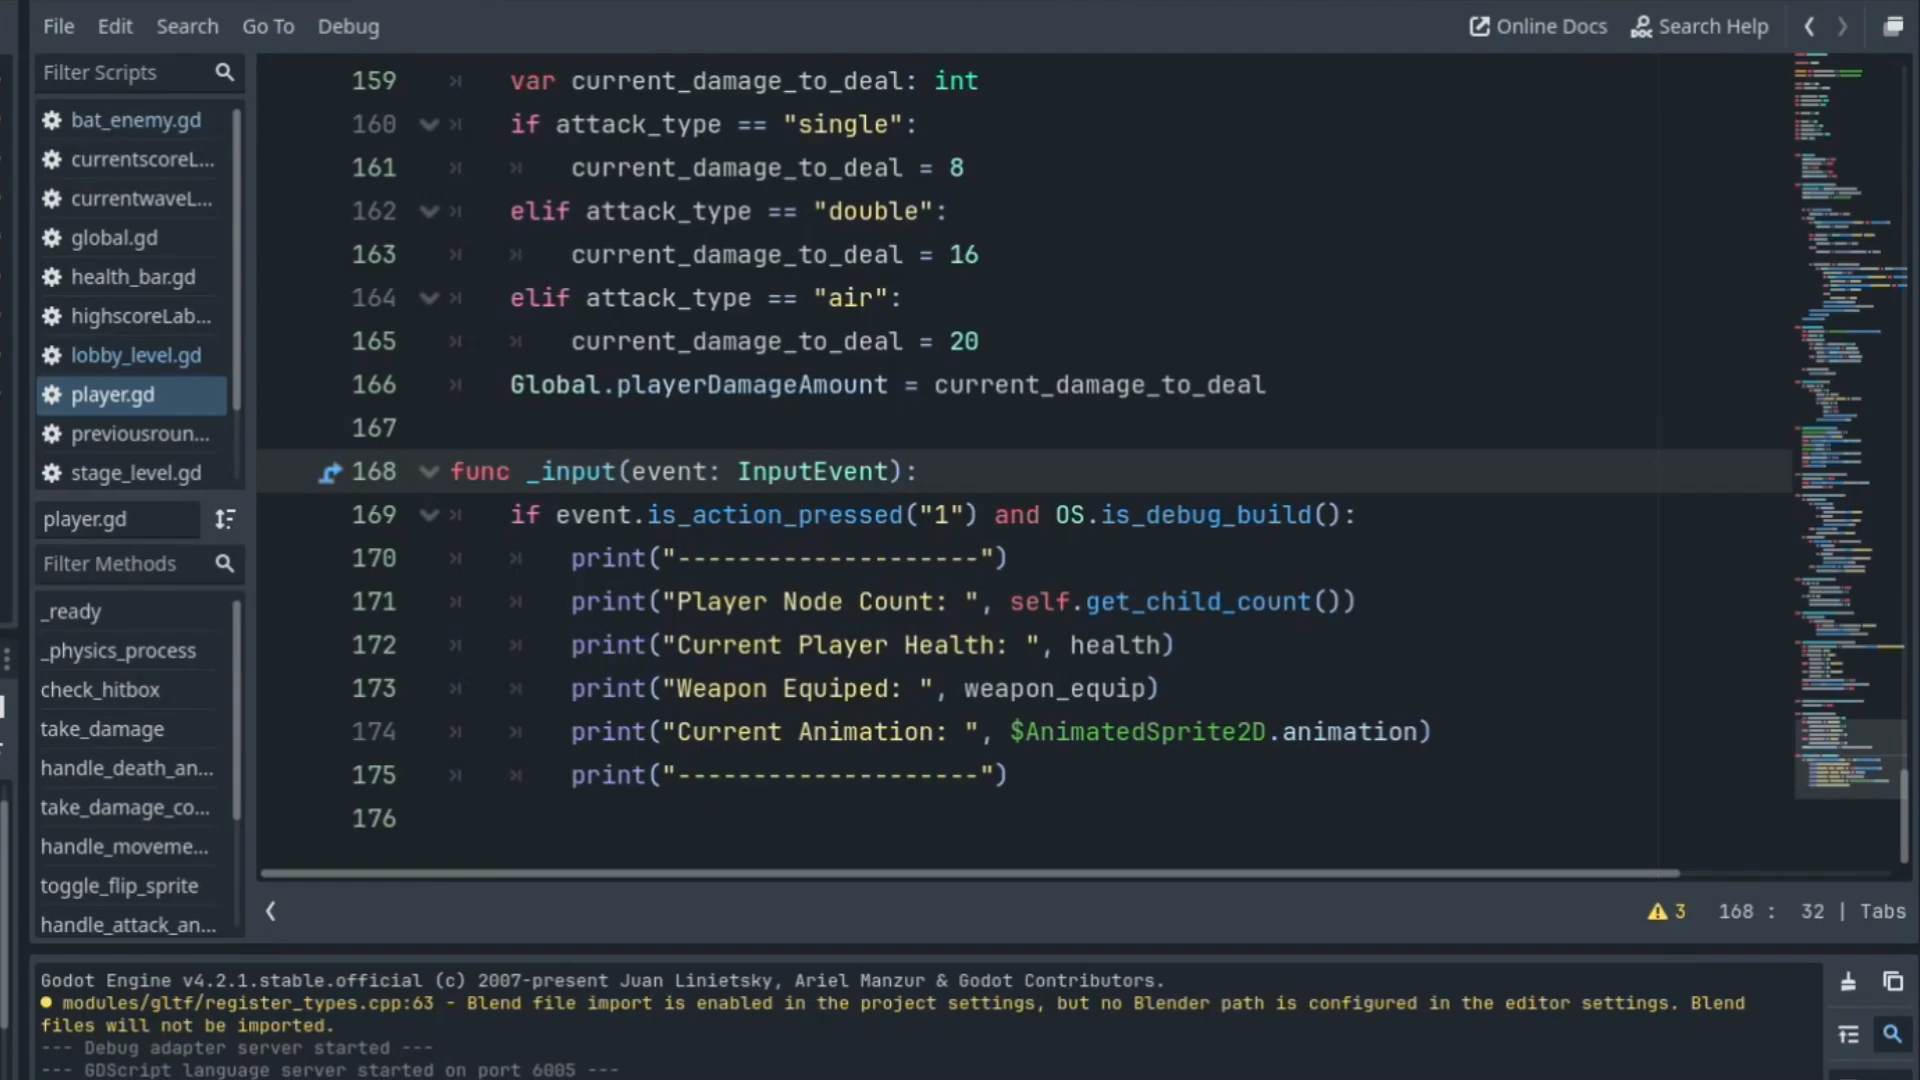 File Edit Search Go To Debug
Online Docs Search Help
Filter Scripts
bat_enemy.gd
currentscoreL...
currentwaveL...
global.gd
health_bar.gd
highscoreLab...
lobby_level.gd
player.gd
previousroun...
stage_level.gd
player.gd
Filter Methods
_ready
_physics_process
check_hitbox
take_damage
handle_death_an...
take_damage_co...
handle_moveme...
toggle_flip_sprite
handle_attack_an...
159 var current_damage_to_deal: int
160 if attack_type == "single":
161 current_damage_to_deal = 8
162 elif attack_type == "double":
163 current_damage_to_deal = 16
164 elif attack_type == "air":
165 current_damage_to_deal = 20
166 Global.playerDamageAmount = current_damage_to_deal
167
168 func _input(event: InputEvent):
169 if event.is_action_pressed("1") and OS.is_debug_build():
170 print("--------------------")
171 print("Player Node Count: ", self.get_child_count())
172 print("Current Player Health: ", health)
173 print("Weapon Equiped: ", weapon_equip)
174 print("Current Animation: ", $AnimatedSprite2D.animation)
175 print("--------------------")
176
3 168 : 32 | Tabs
Godot Engine v4.2.1.stable.official (c) 2007-present Juan Linietsky, Ariel Manzur & Godot Contributors.
modules/gltf/register_types.cpp:63 - Blend file import is enabled in the project settings, but no Blender path is configured in the editor settings. Blend
files will not be imported.
--- Debug adapter server started ---
--- GDScript language server started on port 6005 ---